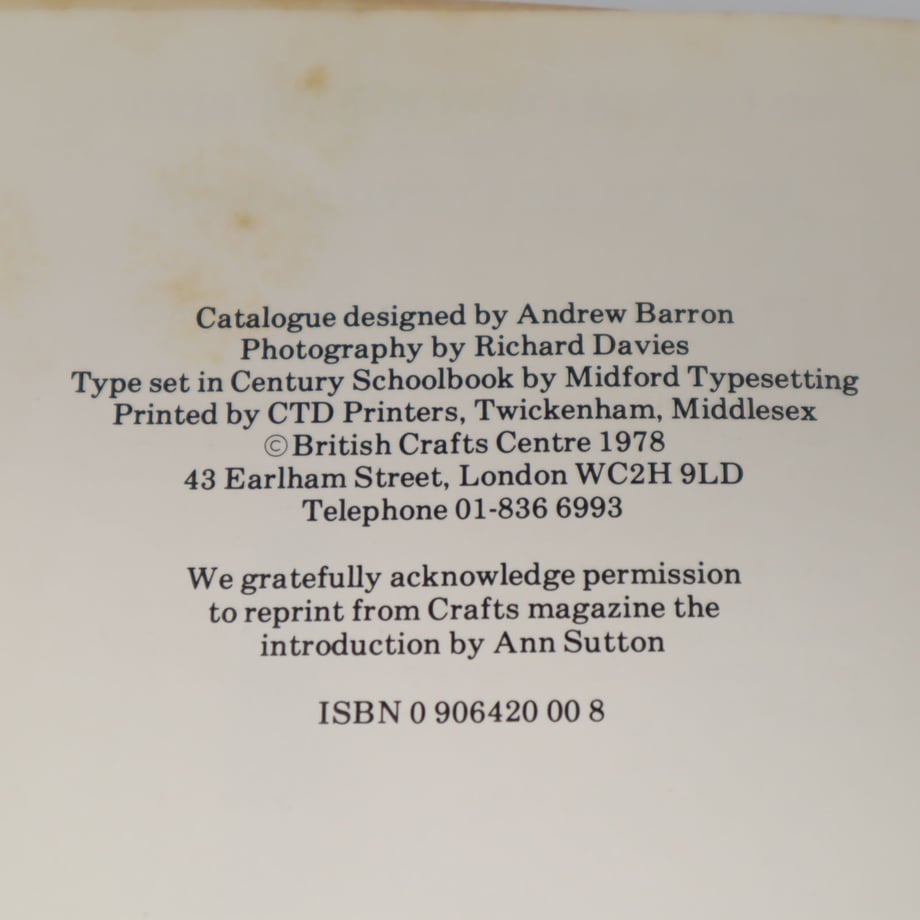 Catalogue designed by Andrew Barron
Photography by Richard Davies
Type set in Century Schoolbook by Midford Typesetting
Printed by CTD Printers, Twickenham, Middlesex
©British Crafts Centre 1978
43 Earlham Street, London WC2H 9LD
Telephone 01-836 6993
We gratefully acknowledge permission
to reprint from Crafts magazine the
introduction by Ann Sutton
ISBN 0 906420 00 8